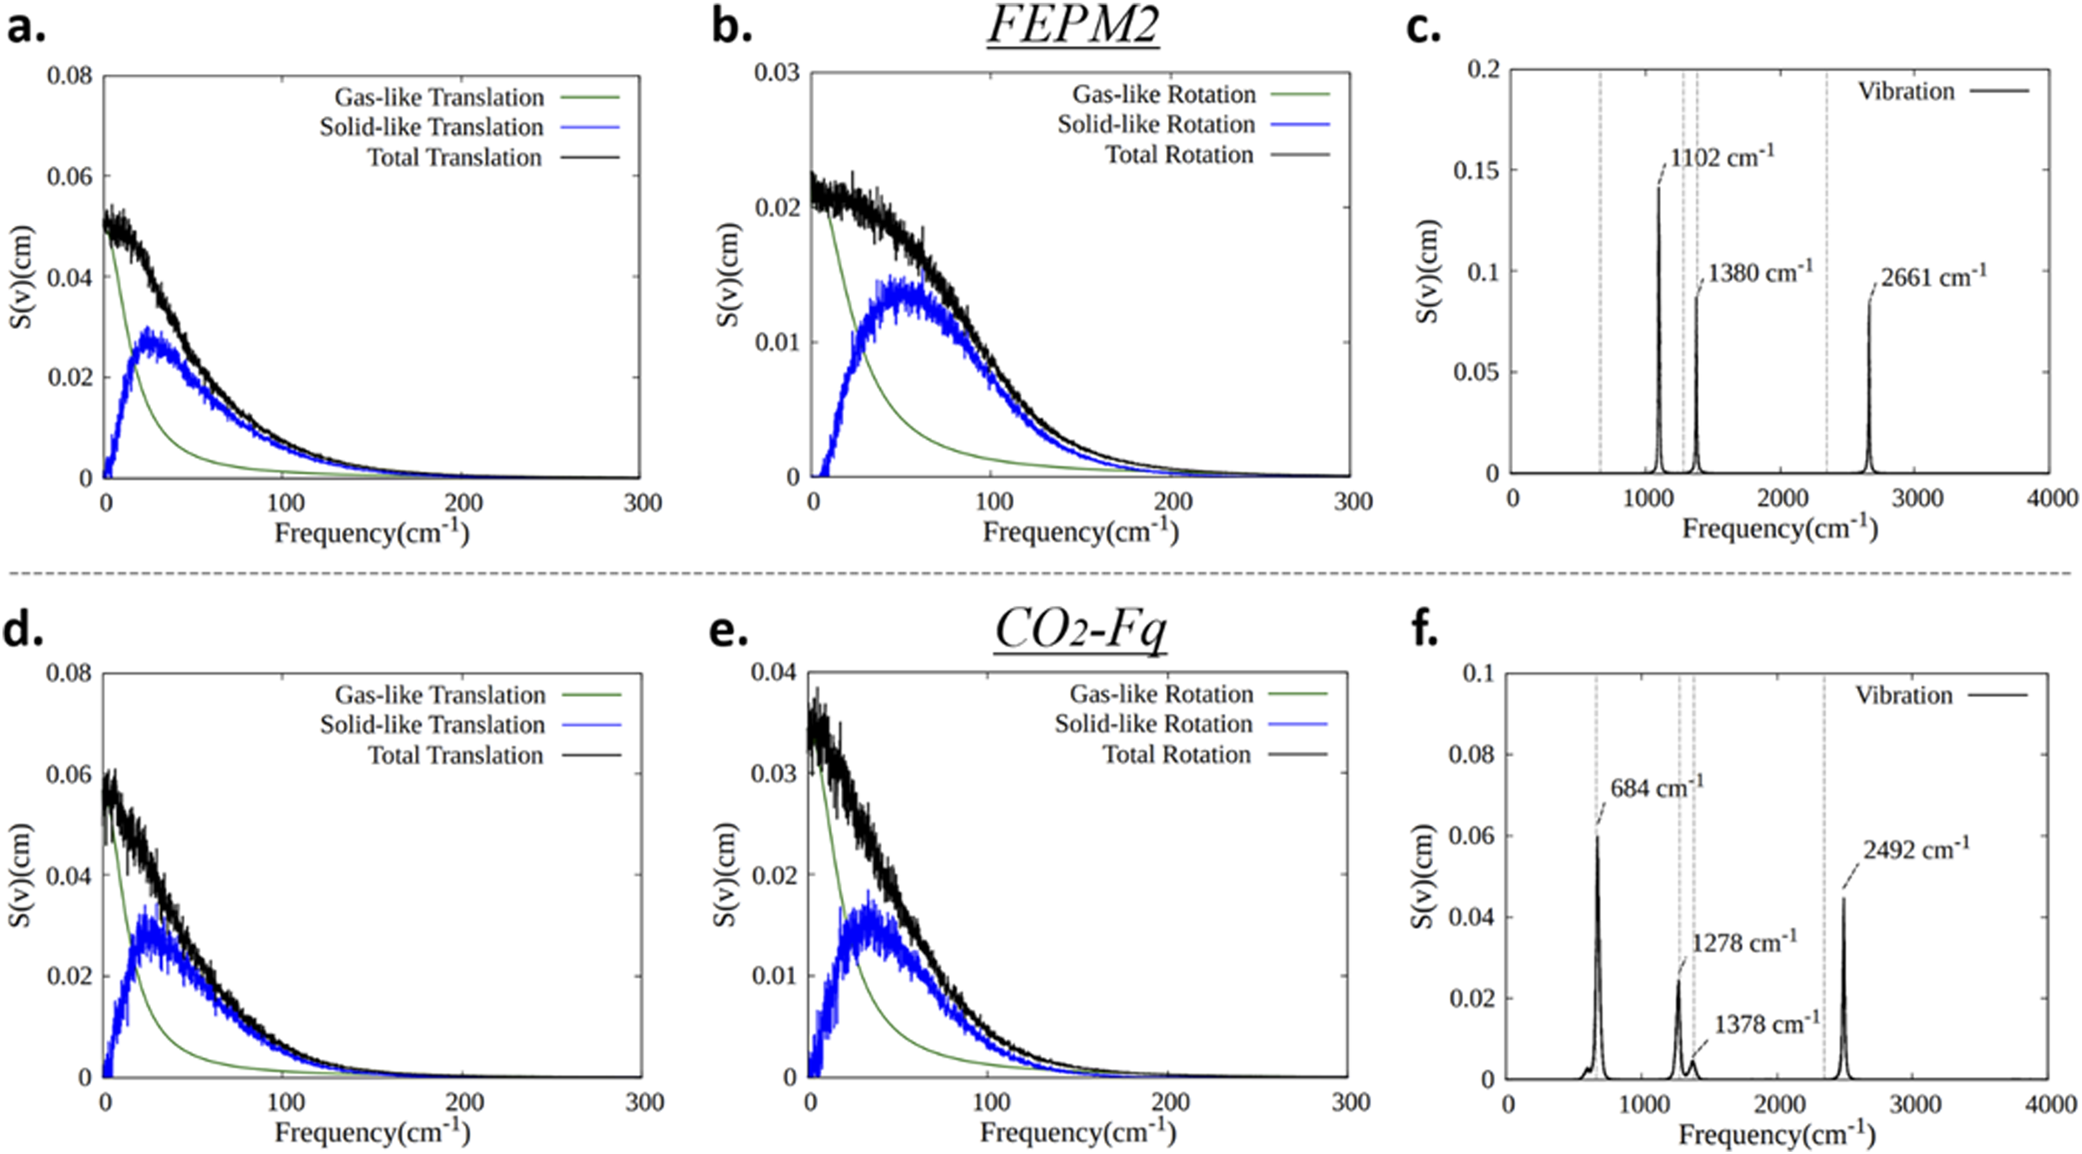 a.
0.08
0.06
0.04
0.02
0
S(ν)(cm)
Gas-like Translation
Solid-like Translation
Total Translation
0 100 200 300
Frequency(cm-1)
b.
FEPM2
0.03
0.02
0.01
0
S(ν)(cm)
Gas-like Rotation
Solid-like Rotation
Total Rotation
0 100 200 300
Frequency(cm-1)
c.
0.2
0.15
0.1
0.05
0
S(ν)(cm)
Vibration
1102 cm-1
1380 cm-1
2661 cm-1
0 1000 2000 3000 4000
Frequency(cm-1)
d.
0.08
0.06
0.04
0.02
0
S(ν)(cm)
Gas-like Translation
Solid-like Translation
Total Translation
0 100 200 300
Frequency(cm-1)
e.
CO2-Fq
0.04
0.03
0.02
0.01
0
S(ν)(cm)
Gas-like Rotation
Solid-like Rotation
Total Rotation
0 100 200 300
Frequency(cm-1)
f.
0.1
0.08
0.06
0.04
0.02
0
S(ν)(cm)
Vibration
684 cm-1
2492 cm-1
1278 cm-1
1378 cm-1
0 1000 2000 3000 4000
Frequency(cm-1)